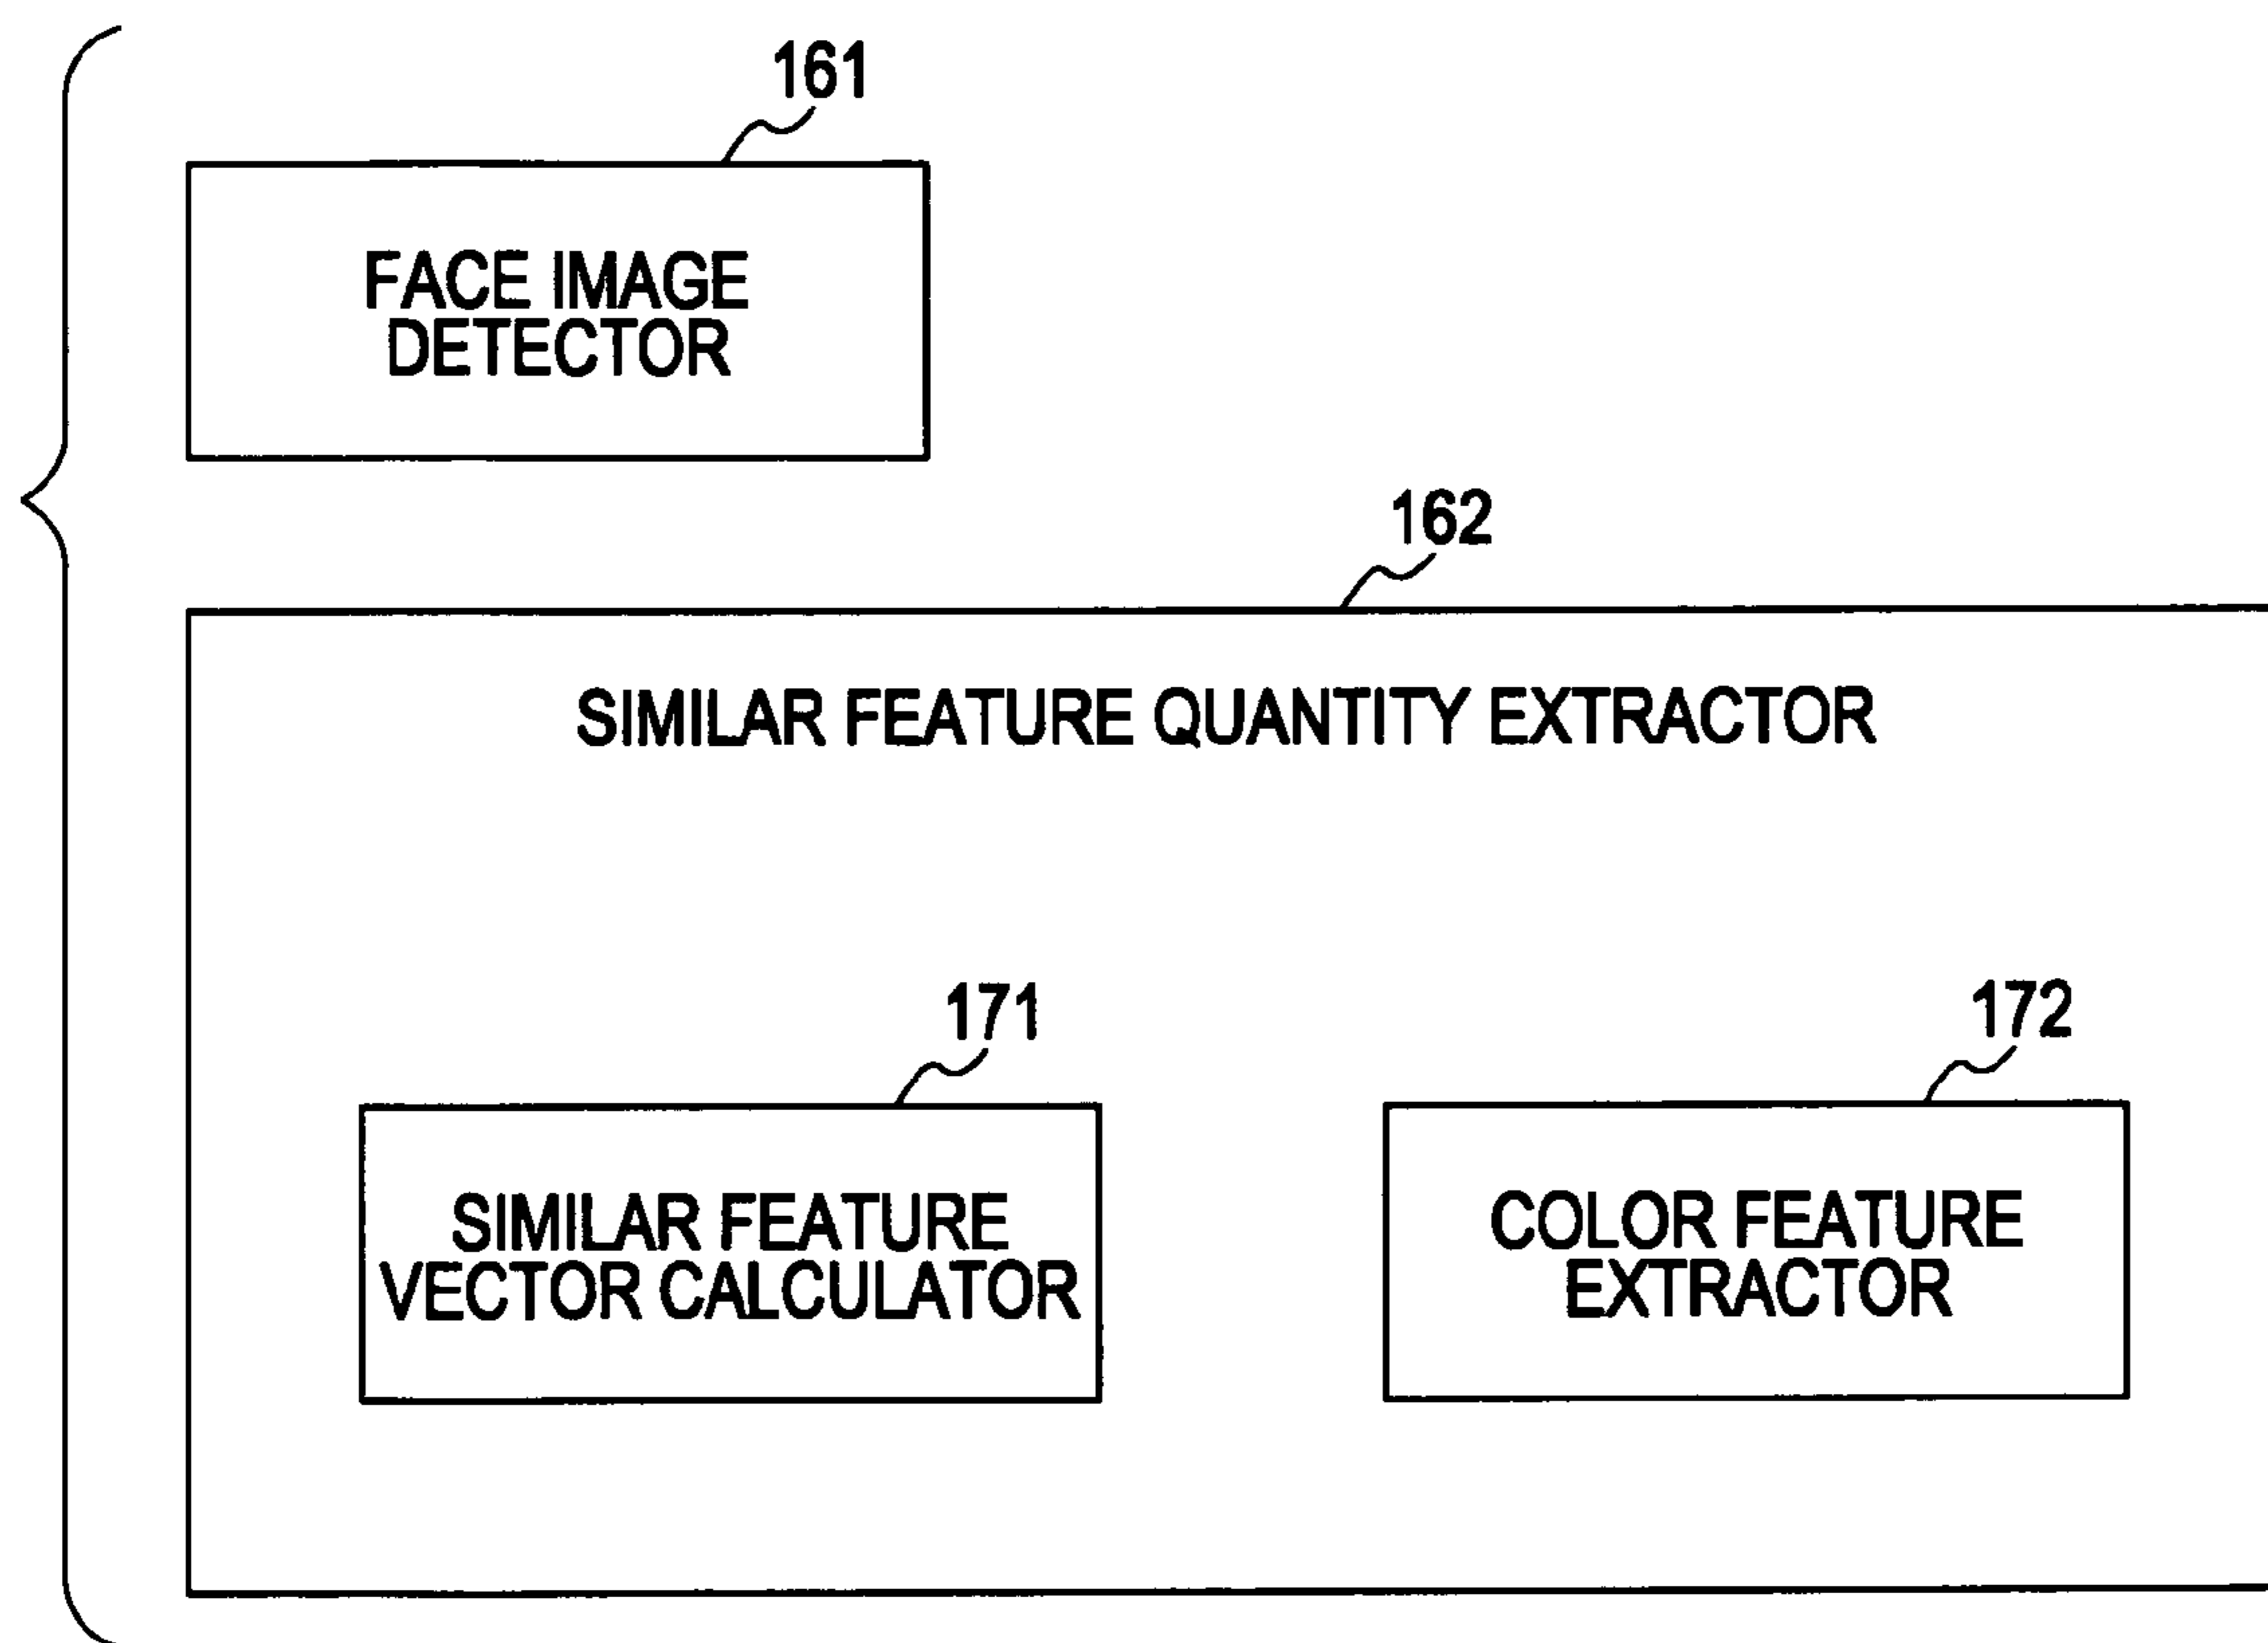 161
FACE IMAGE
DETECTOR
162
SIMILAR FEATURE QUANTITY EXTRACTOR
171
SIMILAR FEATURE
VECTOR CALCULATOR
172
COLOR FEATURE
EXTRACTOR